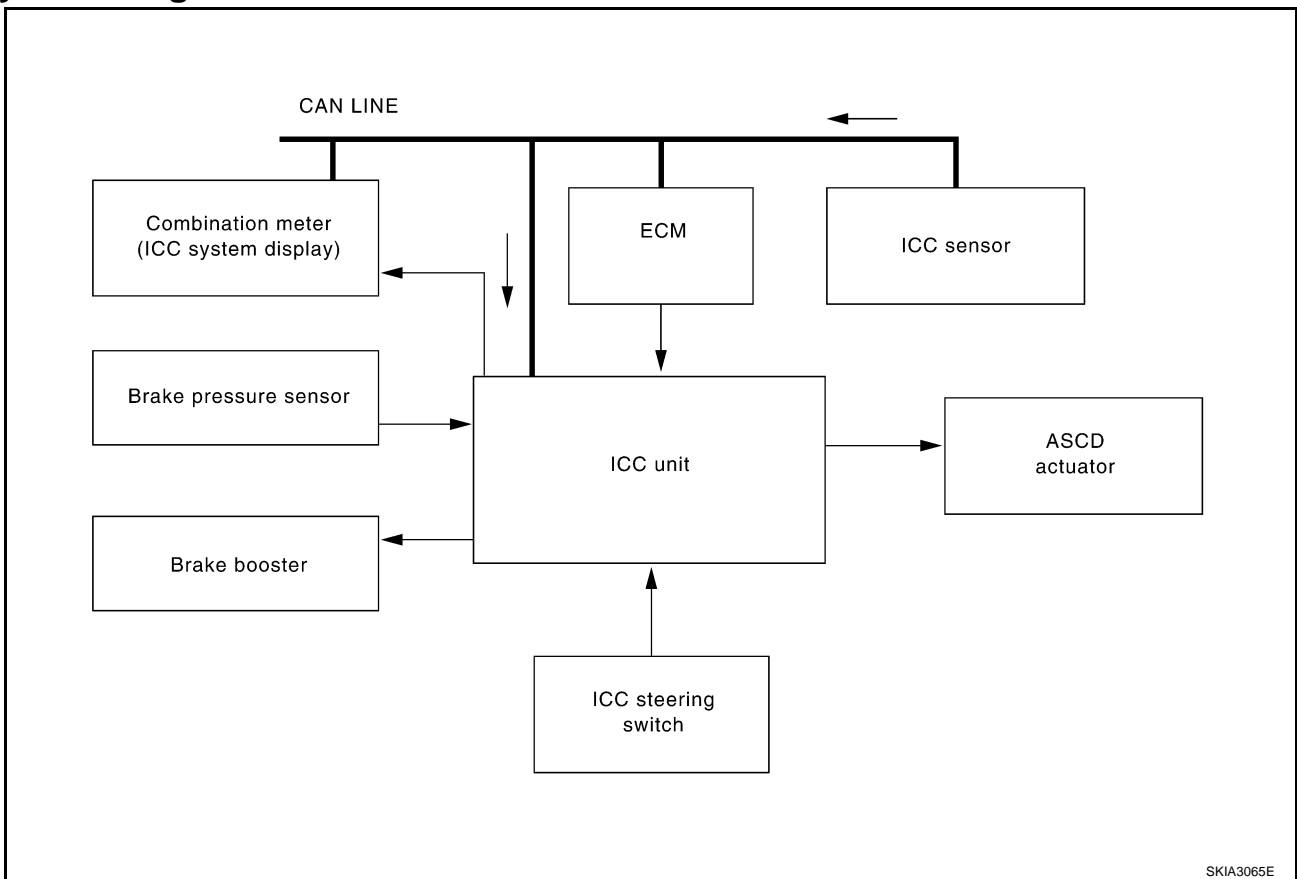 CAN LINE
Combination meter
(ICC system display)
ECM
ICC sensor
Brake pressure sensor
ICC unit
ASCD
actuator
Brake booster
ICC steering
switch
SKIA3065E